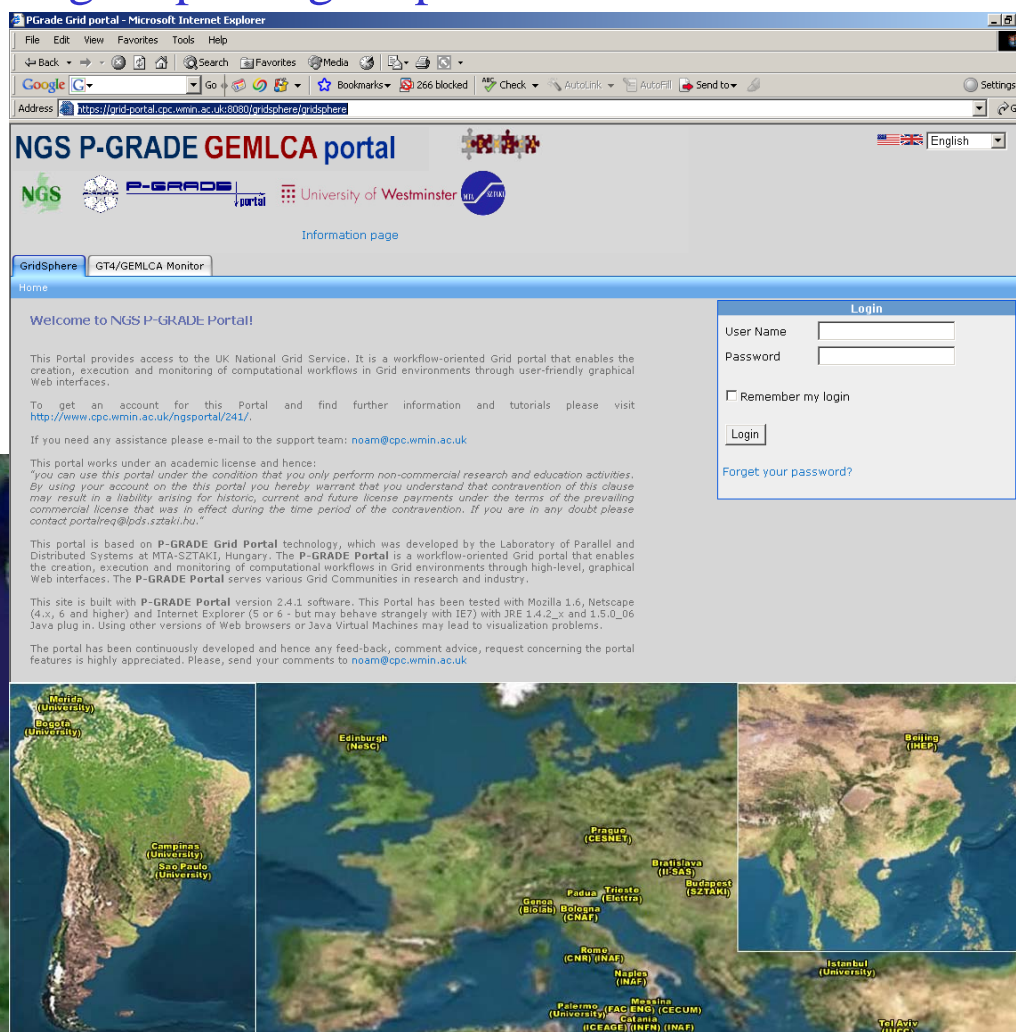 PGrade Grid portal - Microsoft Internet Explorer
File Edit View Favorites Tools Help
Back Search Favorites Media
Google G Go Bookmarks 266 blocked Check AutoLink AutoFill Send to Settings
Address https://grid-portal.cpc.wmin.ac.uk:8080/gridsphere/gridsphere
NGS P-GRADE GEMLCA portal
English
NGS P-GRADE portal University of Westminster MTA SZTAKI
Information page
GridSphere GT4/GEMLCA Monitor
Home
Welcome to NGS P-GRADE Portal!
This Portal provides access to the UK National Grid Service. It is a workflow-oriented Grid portal that enables the
creation, execution and monitoring of computational workflows in Grid environments through user-friendly graphical
Web interfaces.
To get an account for this Portal and find further information and tutorials please visit
http://www.cpc.wmin.ac.uk/ngsportal/241/.
If you need any assistance please e-mail to the support team: noam@cpc.wmin.ac.uk
This portal works under an academic license and hence:
"you can use this portal under the condition that you only perform non-commercial research and education activities.
By using your account on the this portal you hereby warrant that you understand that contravention of this clause
may result in a liability arising for historic, current and future license payments under the terms of the prevailing
commercial license that was in effect during the time period of the contravention. If you are in any doubt please
contact portalreq@lpds.sztaki.hu."
This portal is based on P-GRADE Grid Portal technology, which was developed by the Laboratory of Parallel and
Distributed Systems at MTA-SZTAKI, Hungary. The P-GRADE Portal is a workflow-oriented Grid portal that enables
the creation, execution and monitoring of computational workflows in Grid environments through high-level, graphical
Web interfaces. The P-GRADE Portal serves various Grid Communities in research and industry.
This site is built with P-GRADE Portal version 2.4.1 software. This Portal has been tested with Mozilla 1.6, Netscape
(4.x, 6 and higher) and Internet Explorer (5 or 6 - but may behave strangely with IE7) with JRE 1.4.2_x and 1.5.0_06
Java plug in. Using other versions of Web browsers or Java Virtual Machines may lead to visualization problems.
The portal has been continuously developed and hence any feed-back, comment advice, request concerning the portal
features is highly appreciated. Please, send your comments to noam@cpc.wmin.ac.uk
Login
User Name
Password
Remember my login
Login
Forget your password?
Merida
(University)
Bogota
(University)
Campinas
(University)
Sao Paulo
(University)
Edinburgh
(NeSC)
Prague
(CESNET)
Bratislava
(II-SAS)
Budapest
(SZTAKI)
Padua
Trieste
(Elettra)
Genoa
(Biolab)
Bologna
(CNAF)
Rome
(CNR) (INAF)
Naples
(INAF)
Palermo
(University)
Messina
(FAC ENG) (CECUM)
Catania
(ICEAGE) (INFN) (INAF)
Beijing
(IHEP)
Istanbul
(University)
Tel Aviv